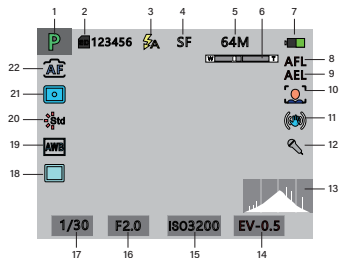 1 2 3 4 5 6 7
P 123456 A SF 64M
W T
AFL 8
AEL 9
22 AF 10
21
20 Std 11
19 AWB 12
18 13
1/30 F2.0 ISO3200 EV-0.5
17 16 15 14